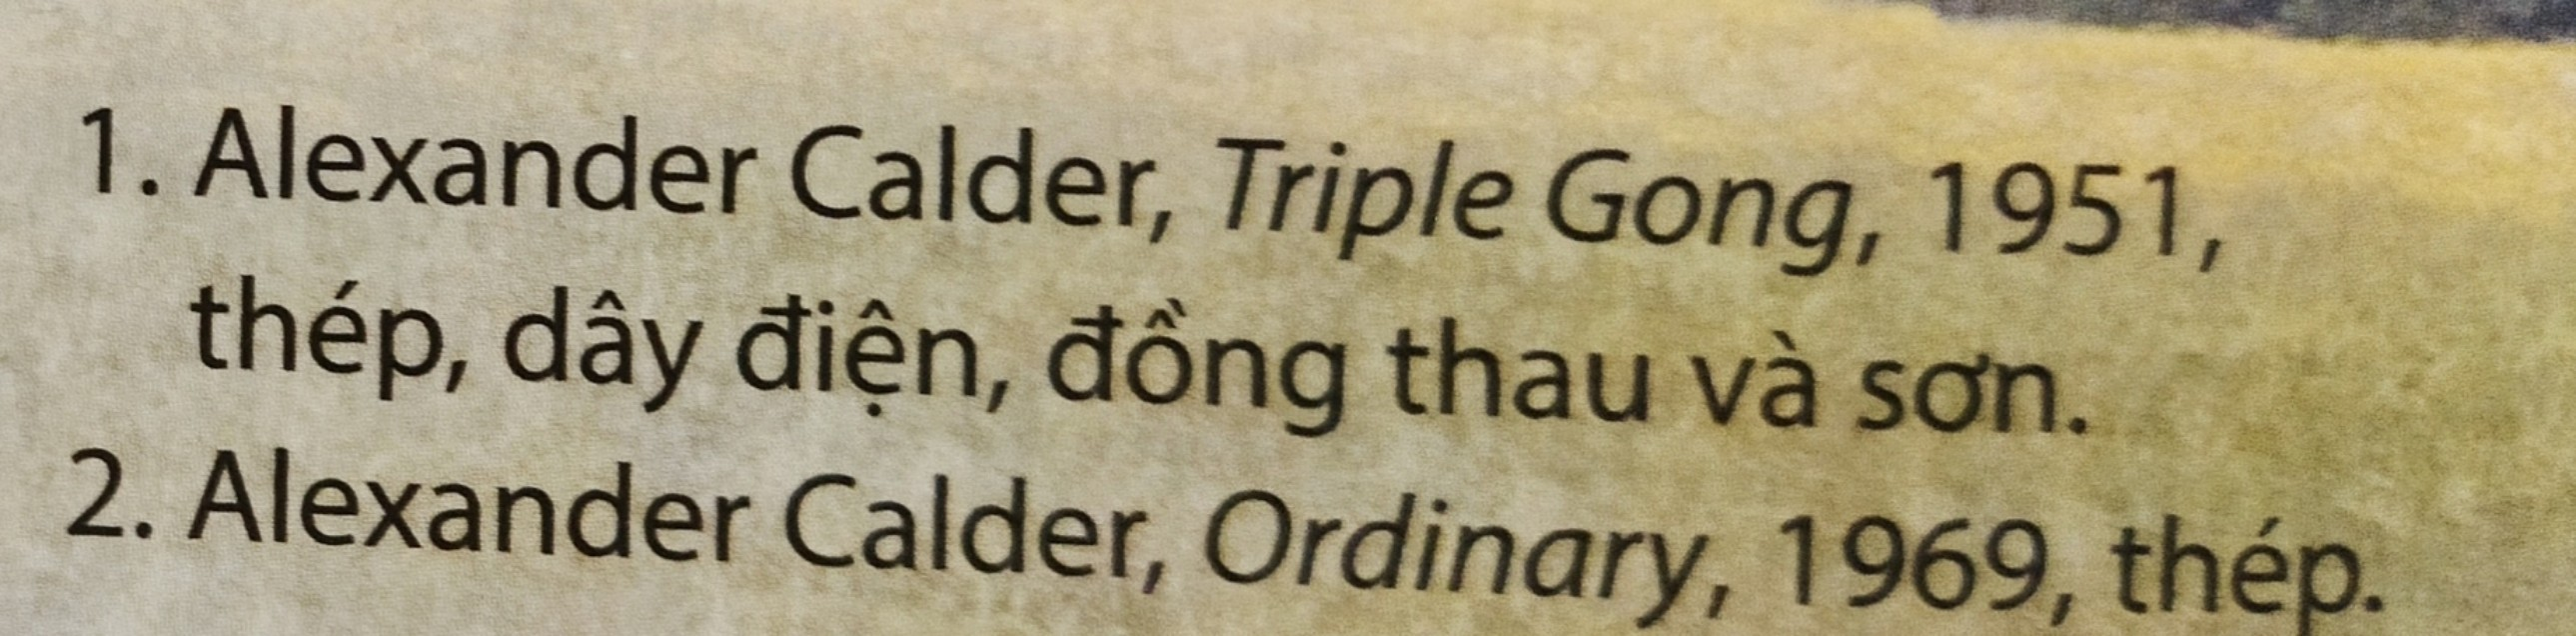 1. Alexander Calder, Triple Gong, 1951,
thép, dây điện, đồng thau và sơn.
2. Alexander Calder, Ordinary, 1969, thép.